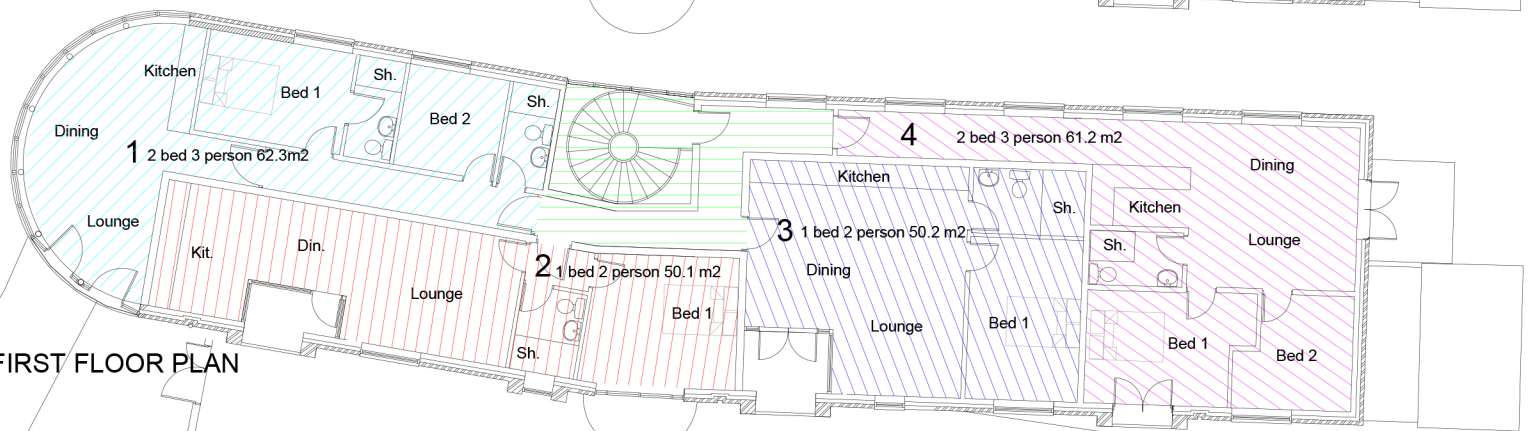 Kitchen
Bed 1
Sh.
Bed 2
Sh.
Dining
1 2 bed 3 person 62.3m2
Lounge
Kit.
Din.
Lounge
2 1 bed 2 person 50.1 m2
Bed 1
Sh.
Kitchen
Sh.
3 1 bed 2 person 50.2 m2
Dining
Lounge
Bed 1
4 2 bed 3 person 61.2 m2
Dining
Kitchen
Lounge
Sh.
Bed 1
Bed 2
FIRST FLOOR PLAN